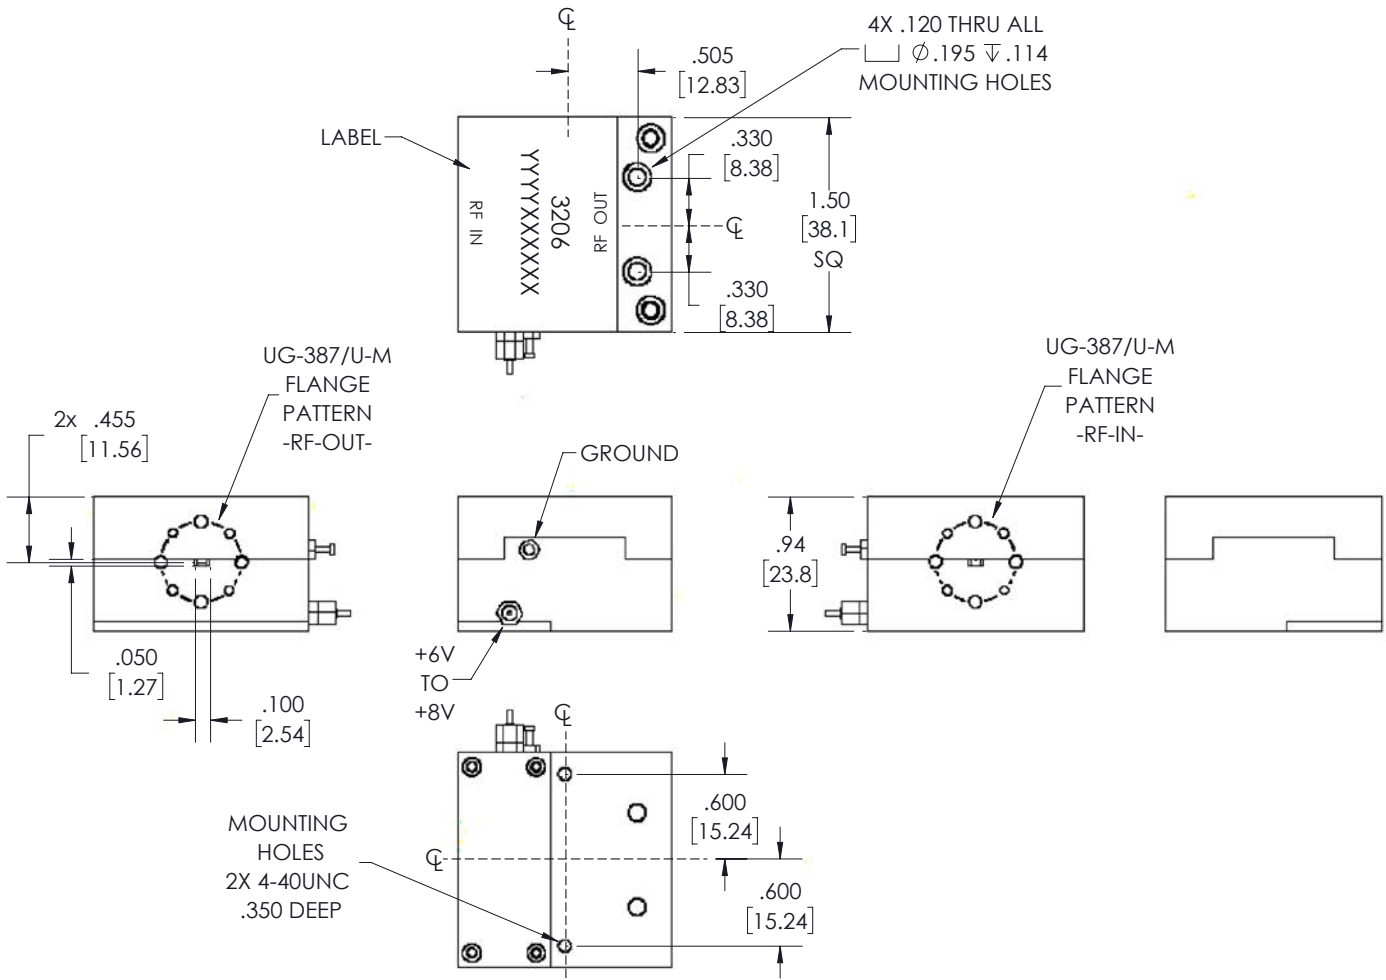 ℄
4X .120 THRU ALL
⌴ ∅ .195 ↧ .114
MOUNTING HOLES
.505
[12.83]
LABEL
.330
[8.38]
RF IN
YYYYXXXXXX
3206
RF OUT
1.50
[38.1]
SQ
℄
.330
[8.38]
UG-387/U-M
FLANGE
PATTERN
-RF-OUT-
UG-387/U-M
FLANGE
PATTERN
-RF-IN-
2x .455
[11.56]
GROUND
.94
[23.8]
.050
[1.27]
.100
[2.54]
+6V
TO
+8V
℄
.600
[15.24]
MOUNTING
HOLES
2X 4-40UNC
.350 DEEP
℄
.600
[15.24]